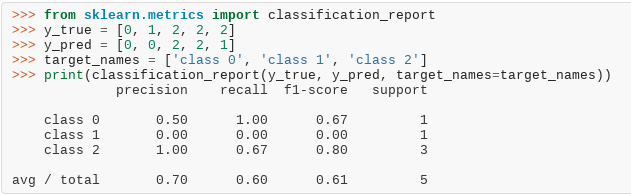 >>> from sklearn.metrics import classification_report
>>> y_true = [0, 1, 2, 2, 2]
>>> y_pred = [0, 0, 2, 2, 1]
>>> target_names = ['class 0', 'class 1', 'class 2']
>>> print(classification_report(y_true, y_pred, target_names=target_names))
             precision    recall  f1-score   support

    class 0       0.50      1.00      0.67         1
    class 1       0.00      0.00      0.00         1
    class 2       1.00      0.67      0.80         3

avg / total       0.70      0.60      0.61         5